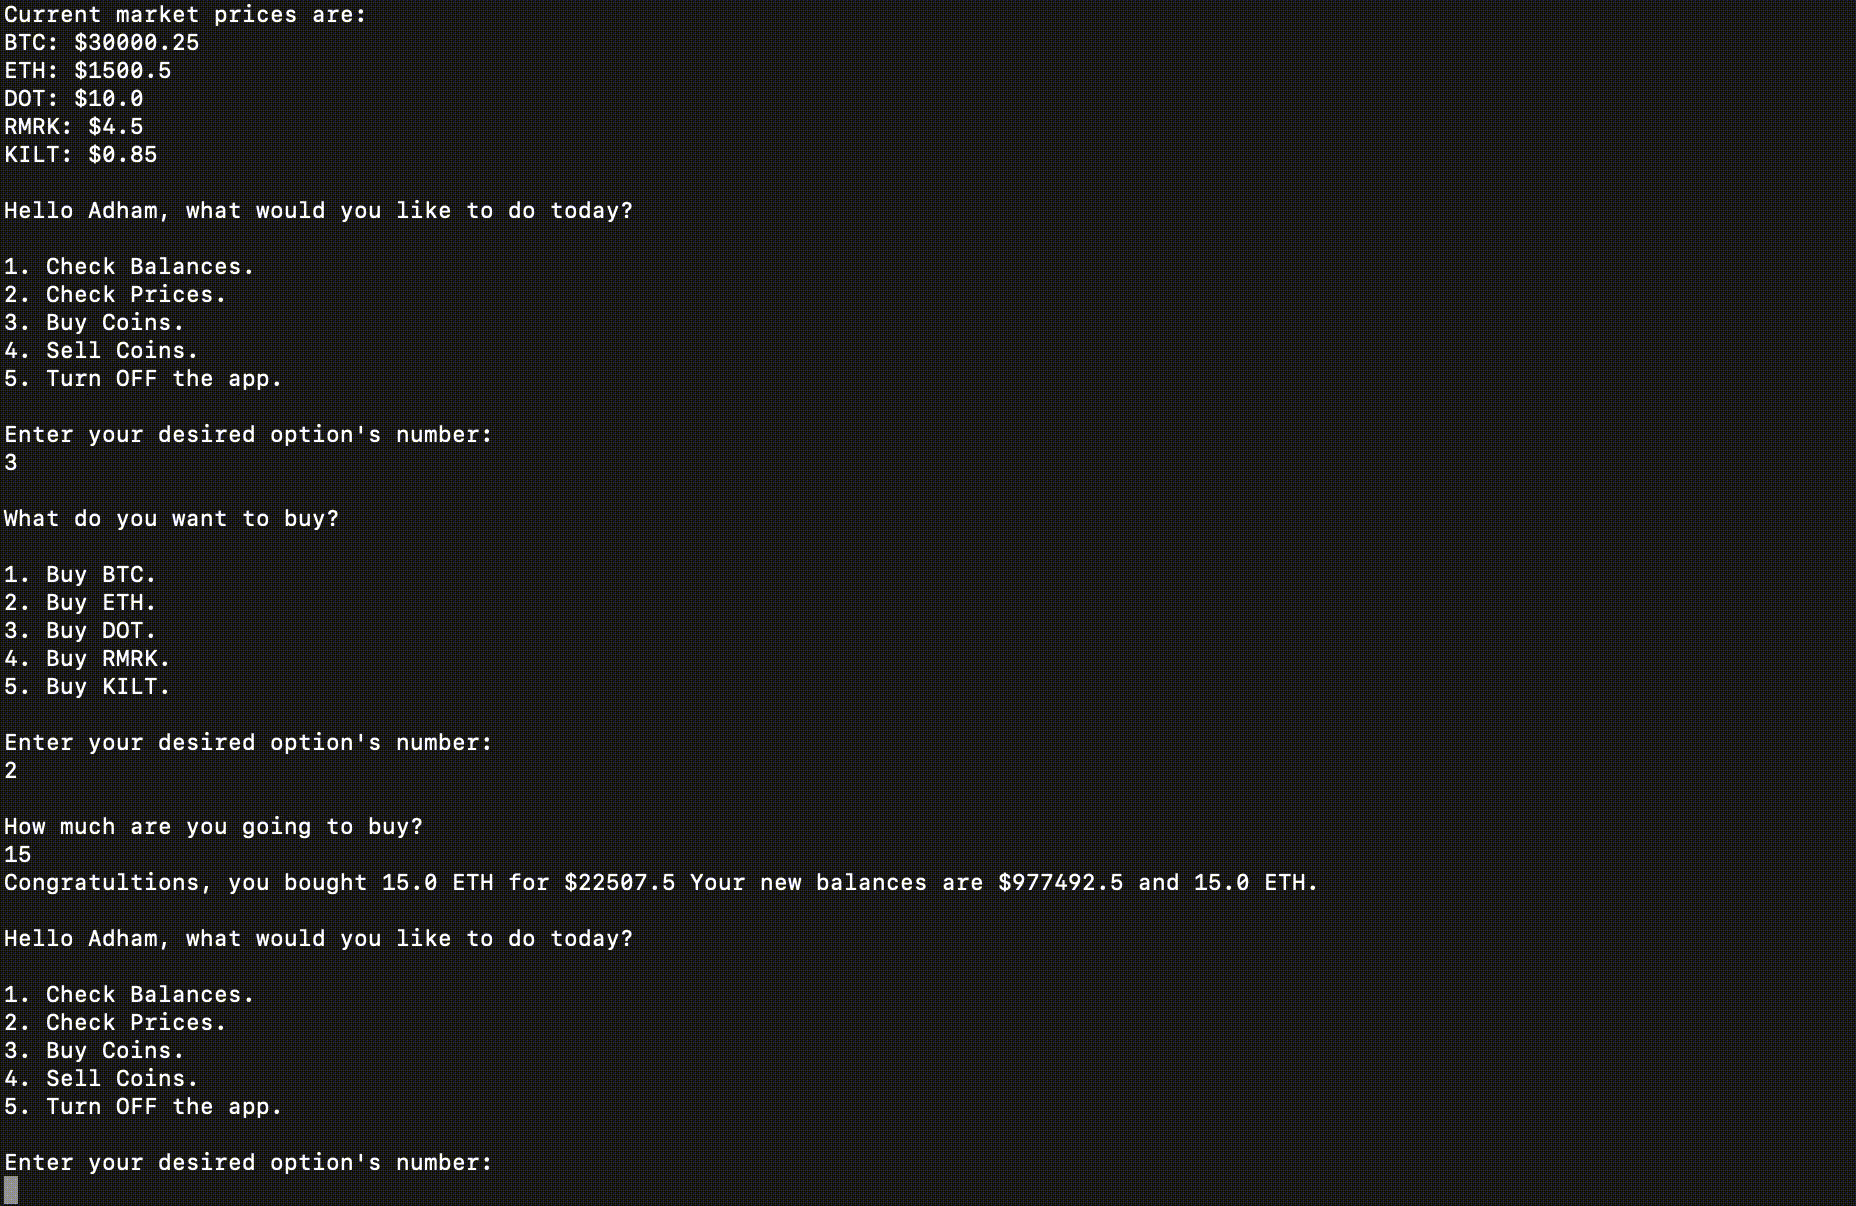 Current market prices are:
BTC: $30000.25
ETH: $1500.5
DOT: $10.0
RMRK: $4.5
KILT: $0.85
Hello Adham, what would you like to do today?
1. Check Balances.
2. Check Prices.
3. Buy Coins.
4. Sell Coins.
5. Turn OFF the app.
Enter your desired option's number:
3
What do you want to buy?
1. Buy BTC.
2. Buy ETH.
3. Buy DOT.
4. Buy RMRK.
5. Buy KILT.
Enter your desired option's number:
2
How much are you going to buy?
15
Congratultions, you bought 15.0 ETH for $22507.5 Your new balances are $977492.5 and 15.0 ETH.
Hello Adham, what would you like to do today?
1. Check Balances.
2. Check Prices.
3. Buy Coins.
4. Sell Coins.
5. Turn OFF the app.
Enter your desired option's number: